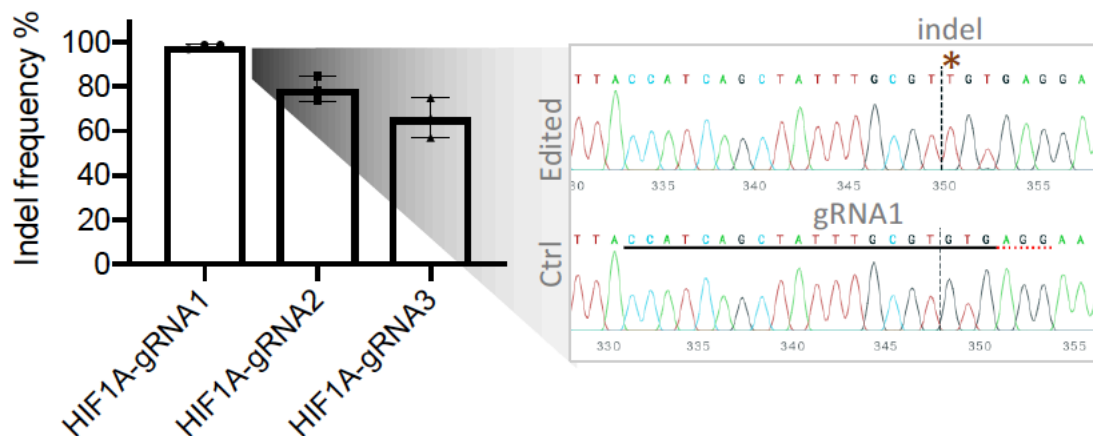 Indel frequency %
100
80
60
40
20
0
HIF1A-gRNA1
HIF1A-gRNA2
HIF1A-gRNA3
indel
*
Edited
T T A C C A T C A G C T A T T T G C G T T G T G A G G A
30 335 340 345 350 355
gRNA1
Ctrl
T T A C C A T C A G C T A T T T G C G T G T G A G G A A
330 335 340 345 350 355